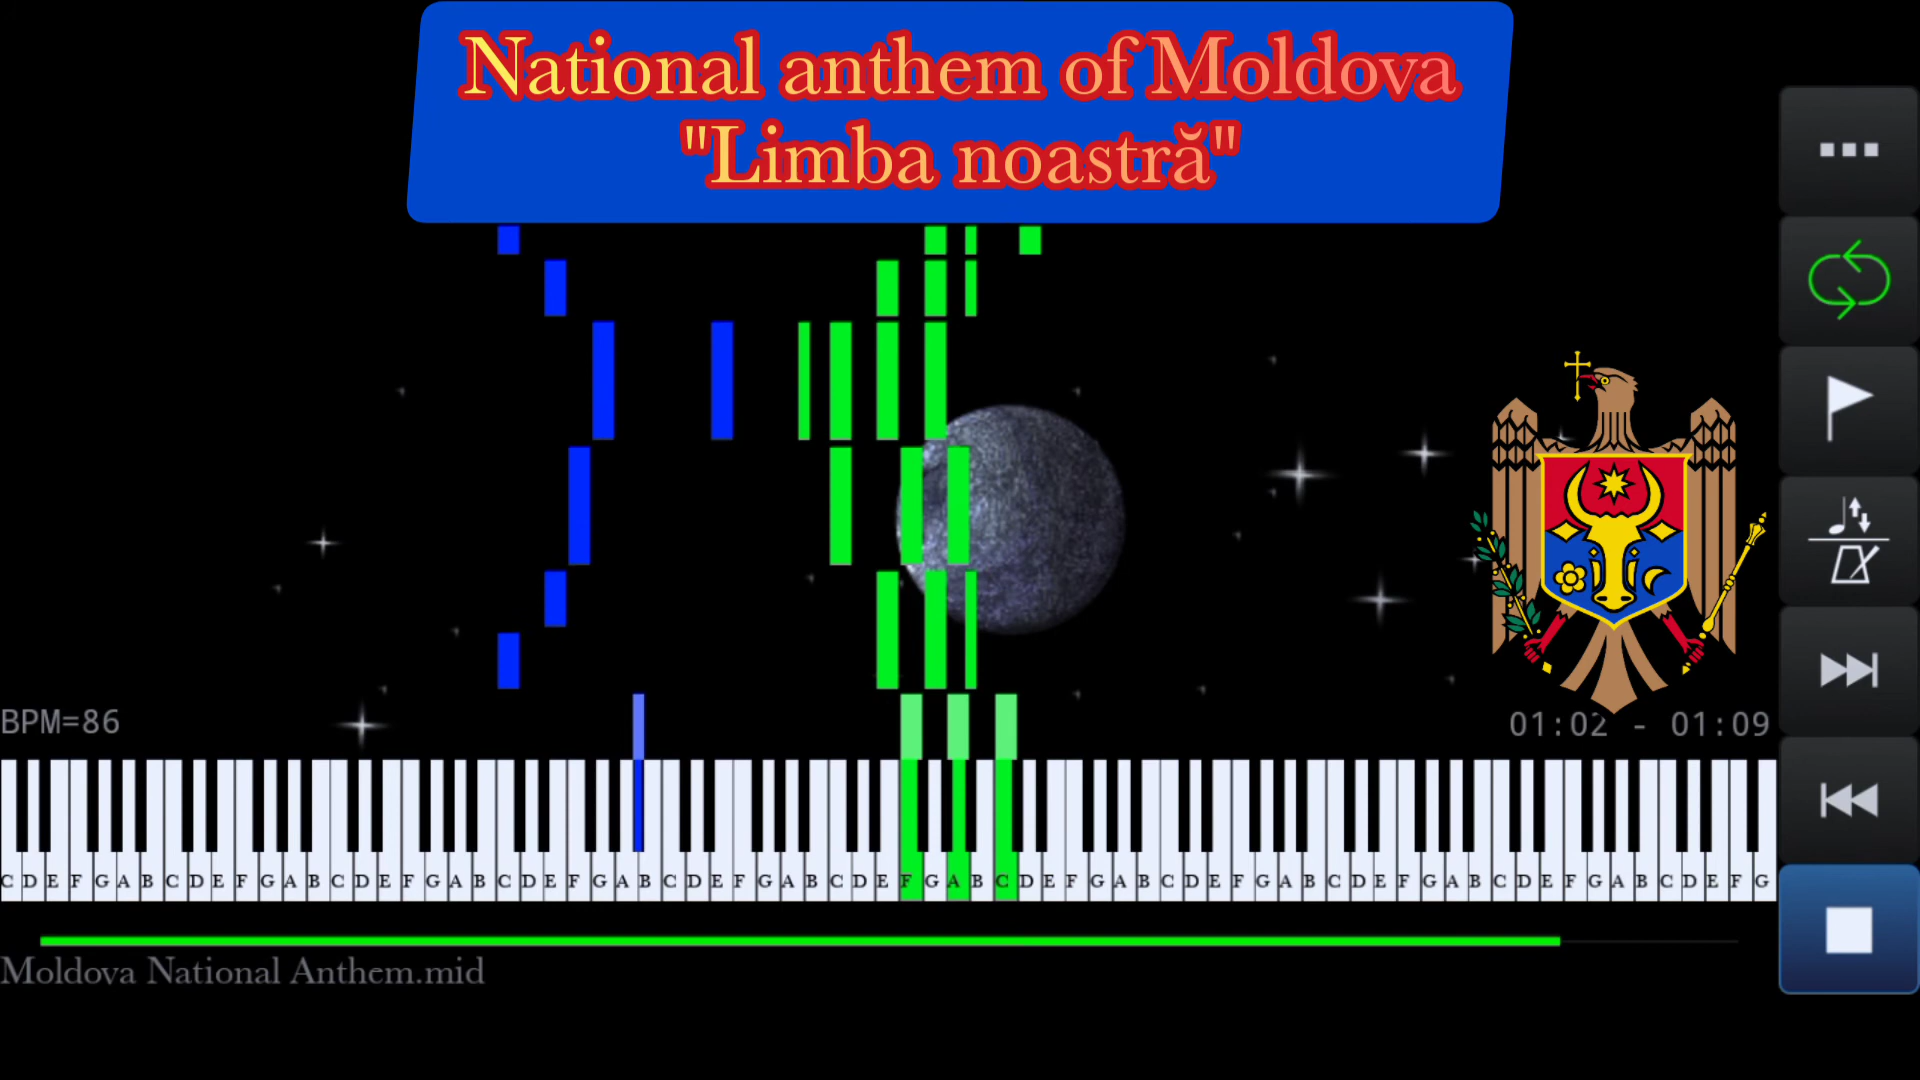 National anthem of Moldova
"Limba noastră"
BPM=86
01:02 - 01:09
C D E F G A B C D E F G A B C D E F G A B C D E F G A B C D E F G A B C D E F G A B C D E F G A B C D E F G A B C D E F G A B C D E F G A B C D E F G
Moldova National Anthem.mid